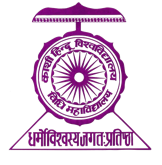 काशी हिन्दू विश्वविद्यालय
विधि महाविद्यालय
धर्मोविश्वस्यजगतःप्रतिष्ठा